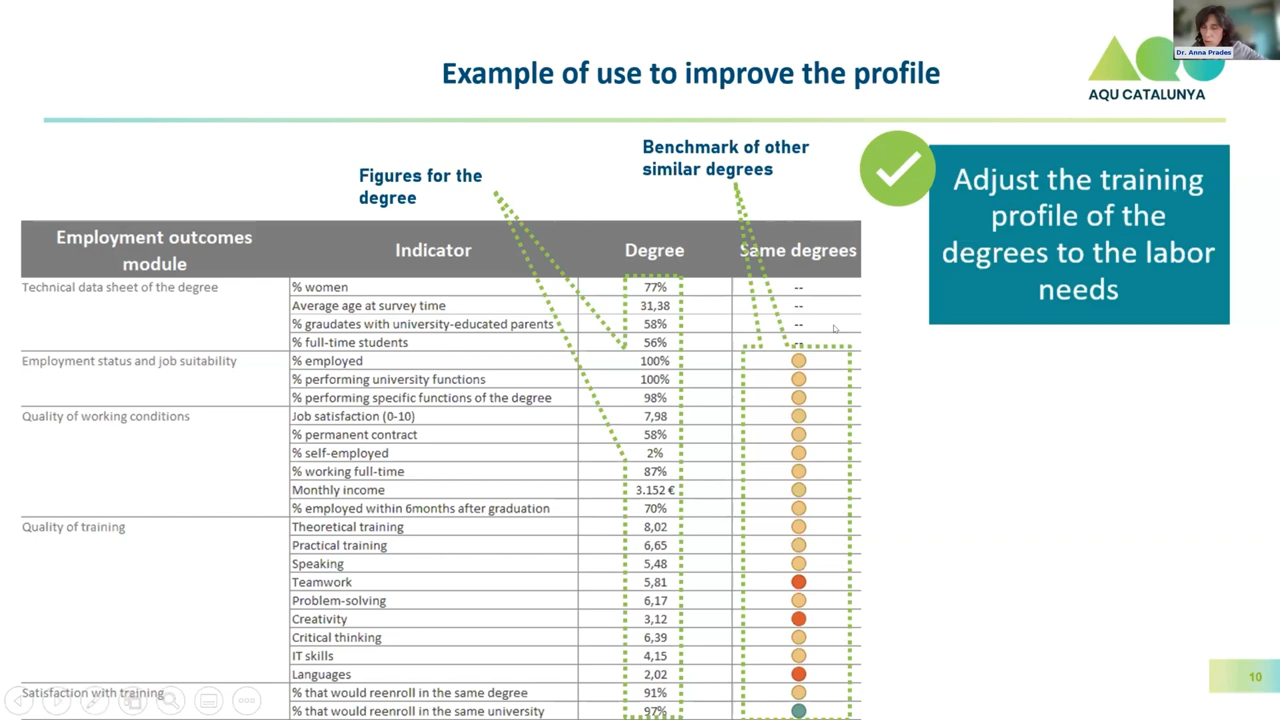 Dr. Anna Prades
Example of use to improve the profile
AQU CATALUNYA
Benchmark of other
similar degrees
Figures for the
degree
Adjust the training
profile of the
degrees to the labor
needs
Employment outcomes
module
Indicator
Degree
Same degrees
Technical data sheet of the degree
% women 77% --
Average age at survey time 31,38 --
% graudates with university-educated parents 58% --
% full-time students 56% --
Employment status and job suitability
% employed 100%
% performing university functions 100%
% performing specific functions of the degree 98%
Quality of working conditions
Job satisfaction (0-10) 7,98
% permanent contract 58%
% self-employed 2%
% working full-time 87%
Monthly income 3.152 €
% employed within 6months after graduation 70%
Quality of training
Theoretical training 8,02
Practical training 6,65
Speaking 5,48
Teamwork 5,81
Problem-solving 6,17
Creativity 3,12
Critical thinking 6,39
IT skills 4,15
Languages 2,02
Satisfaction with training
% that would reenroll in the same degree 91%
% that would reenroll in the same university 97%
10